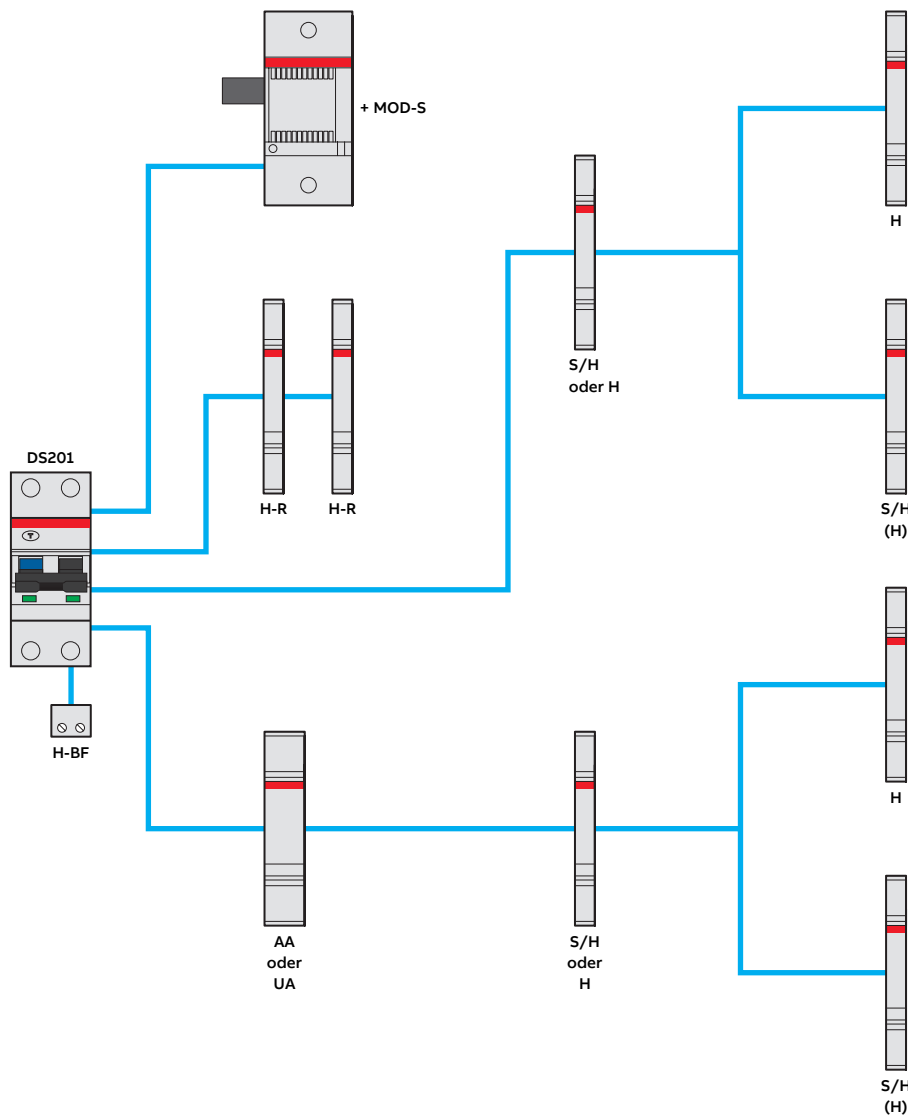 + MOD-S
H
S/H
oder H
S/H
(H)
H-R
H-R
DS201
H-BF
H
AA
oder
UA
S/H
oder
H
S/H
(H)